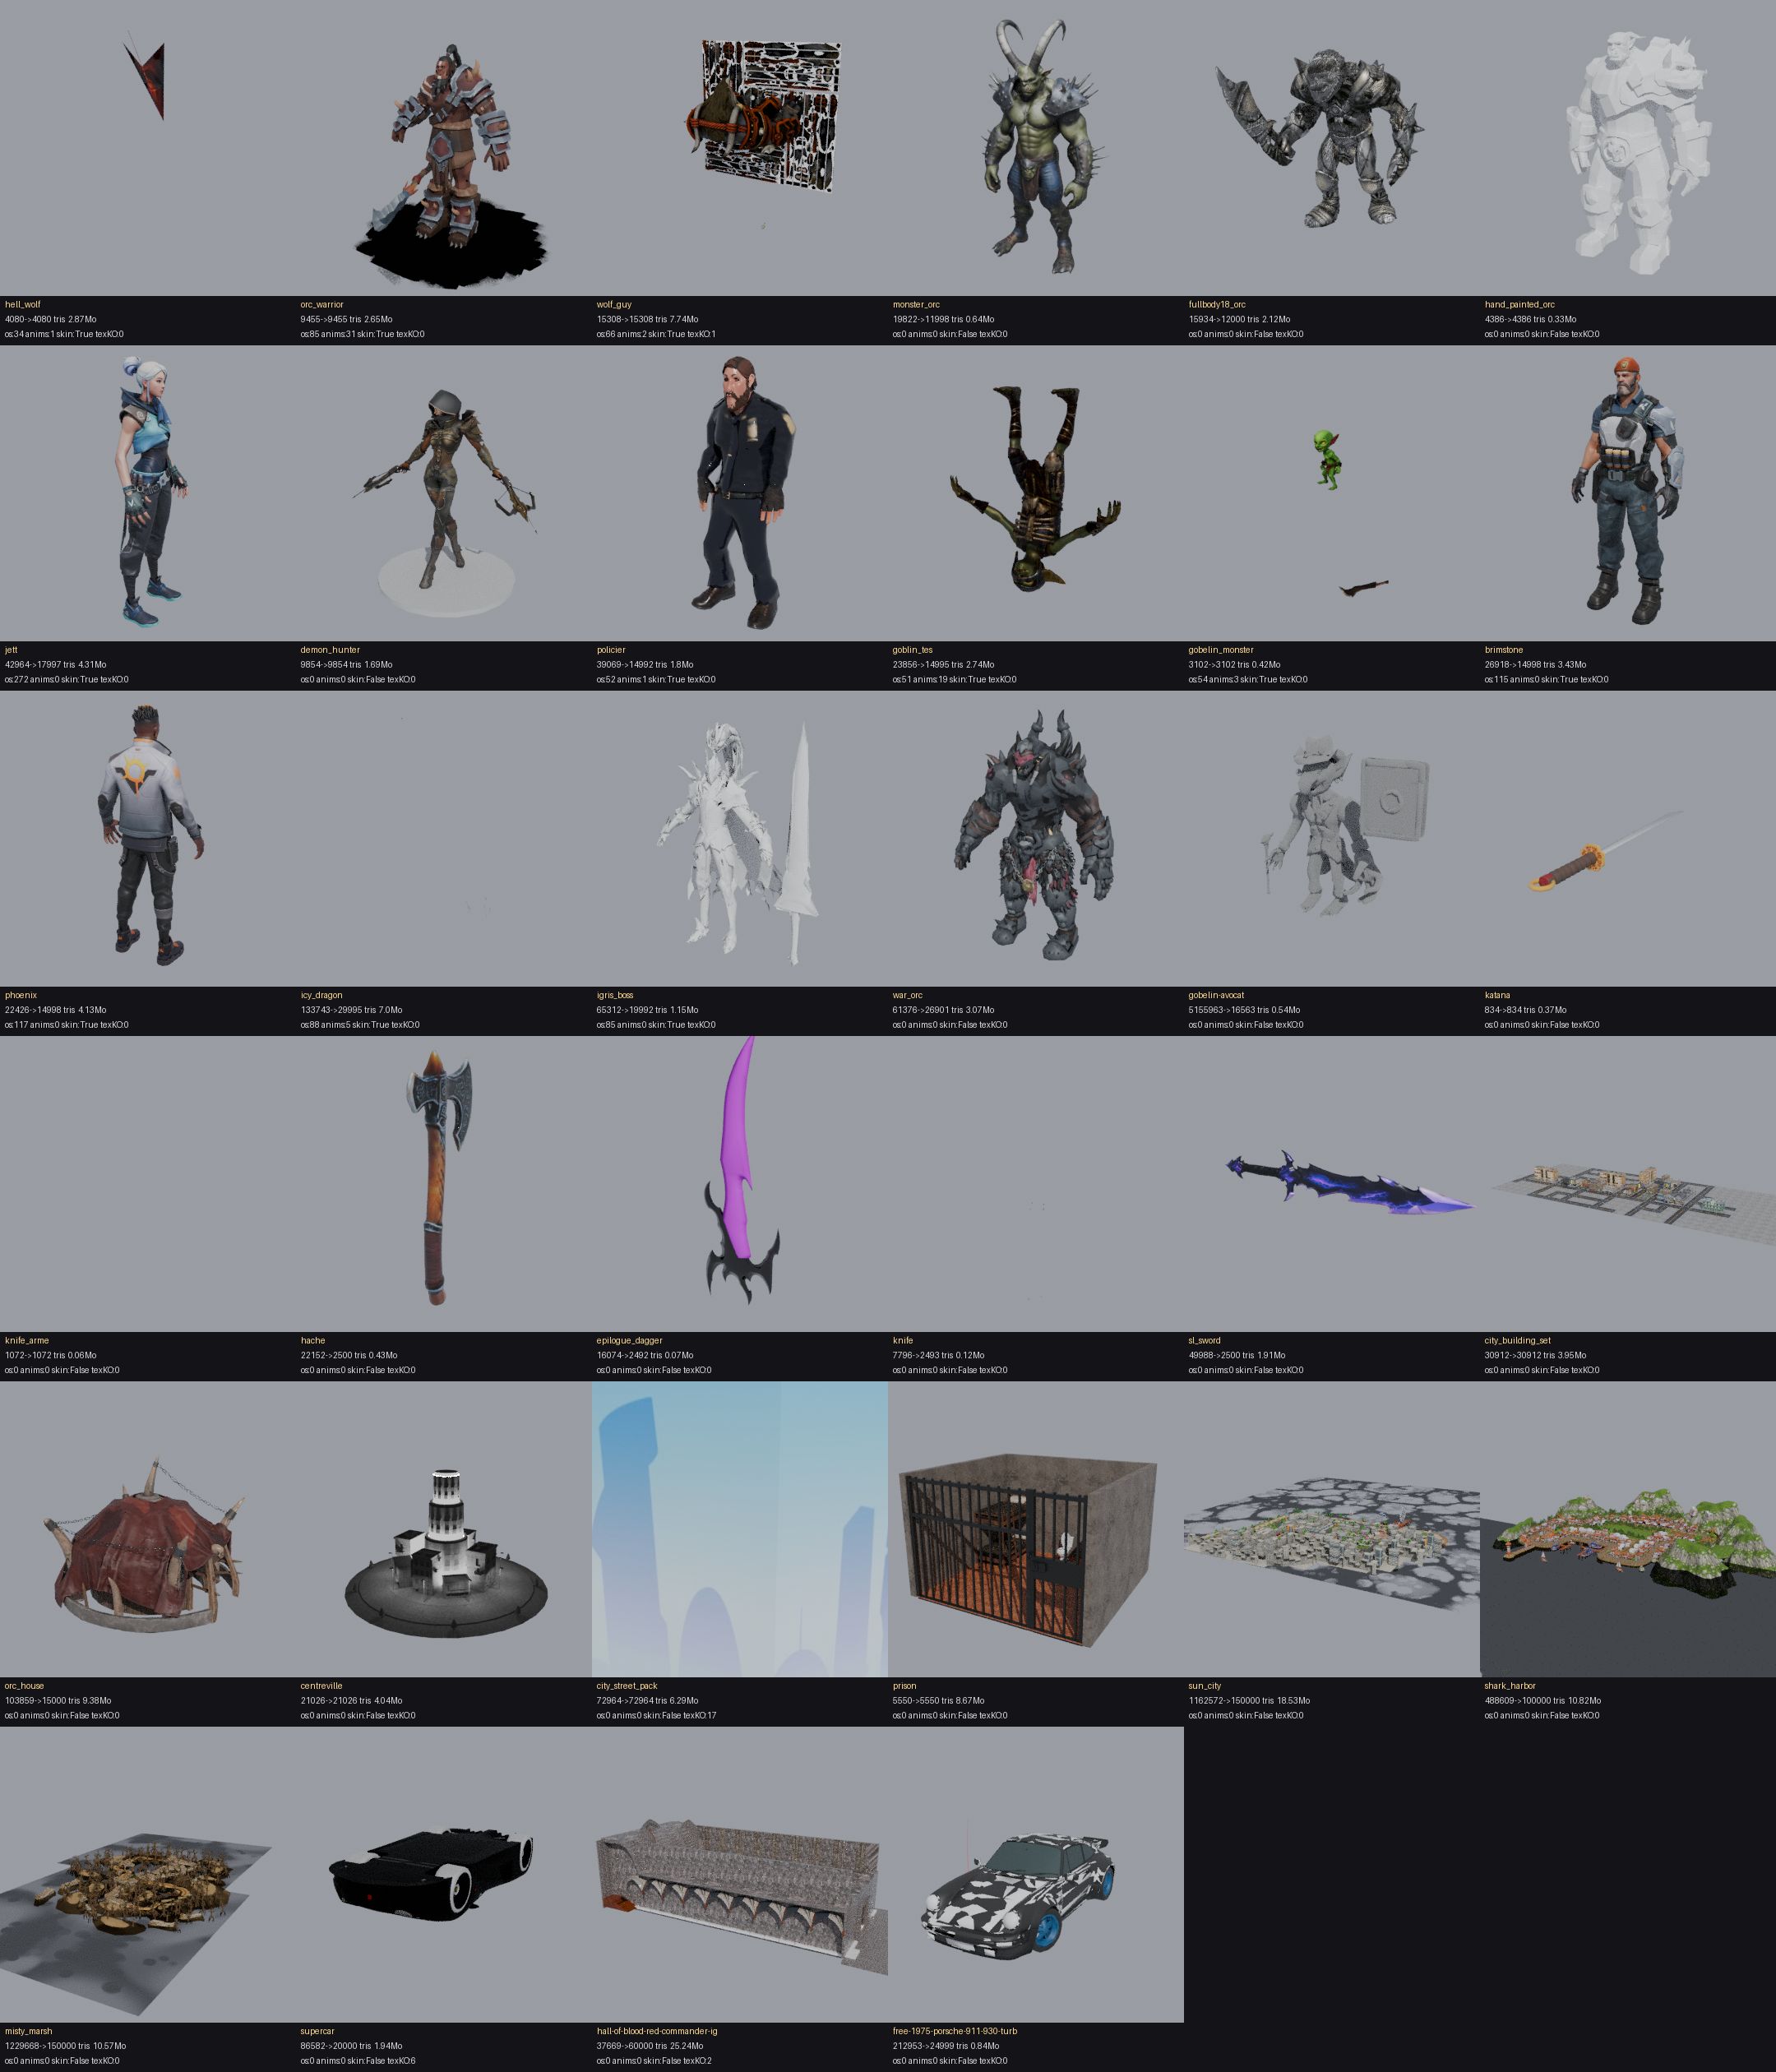 hell_wolf
4080->4080 tris 2.87Mo
os:34 anims:1 skin:True texKO:0
orc_warrior
9455->9455 tris 2.65Mo
os:85 anims:31 skin:True texKO:0
wolf_guy
15308->15308 tris 7.74Mo
os:66 anims:2 skin:True texKO:1
monster_orc
19822->11998 tris 0.64Mo
os:0 anims:0 skin:False texKO:0
fullbody18_orc
15934->12000 tris 2.12Mo
os:0 anims:0 skin:False texKO:0
hand_painted_orc
4386->4386 tris 0.33Mo
os:0 anims:0 skin:False texKO:0
jett
42964->17997 tris 4.31Mo
os:272 anims:0 skin:True texKO:0
demon_hunter
9854->9854 tris 1.69Mo
os:0 anims:0 skin:False texKO:0
policier
39069->14992 tris 1.8Mo
os:52 anims:1 skin:True texKO:0
goblin_tes
23856->14995 tris 2.74Mo
os:51 anims:19 skin:True texKO:0
gobelin_monster
3102->3102 tris 0.42Mo
os:54 anims:3 skin:True texKO:0
brimstone
26918->14998 tris 3.43Mo
os:115 anims:0 skin:True texKO:0
phoenix
22426->14998 tris 4.13Mo
os:117 anims:0 skin:True texKO:0
icy_dragon
133743->29995 tris 7.0Mo
os:88 anims:5 skin:True texKO:0
igris_boss
65312->19992 tris 1.15Mo
os:85 anims:0 skin:True texKO:0
war_orc
61376->26901 tris 3.07Mo
os:0 anims:0 skin:False texKO:0
gobelin-avocat
5155963->16563 tris 0.54Mo
os:0 anims:0 skin:False texKO:0
katana
834->834 tris 0.37Mo
os:0 anims:0 skin:False texKO:0
knife_arme
1072->1072 tris 0.06Mo
os:0 anims:0 skin:False texKO:0
hache
22152->2500 tris 0.43Mo
os:0 anims:0 skin:False texKO:0
epilogue_dagger
16074->2492 tris 0.07Mo
os:0 anims:0 skin:False texKO:0
knife
7796->2493 tris 0.12Mo
os:0 anims:0 skin:False texKO:0
sl_sword
49988->2500 tris 1.91Mo
os:0 anims:0 skin:False texKO:0
city_building_set
30912->30912 tris 3.95Mo
os:0 anims:0 skin:False texKO:0
orc_house
103859->15000 tris 9.38Mo
os:0 anims:0 skin:False texKO:0
centreville
21026->21026 tris 4.04Mo
os:0 anims:0 skin:False texKO:0
city_street_pack
72964->72964 tris 6.29Mo
os:0 anims:0 skin:False texKO:17
prison
5550->5550 tris 8.67Mo
os:0 anims:0 skin:False texKO:0
sun_city
1162572->150000 tris 18.53Mo
os:0 anims:0 skin:False texKO:0
shark_harbor
488609->100000 tris 10.82Mo
os:0 anims:0 skin:False texKO:0
misty_marsh
1229668->150000 tris 10.57Mo
os:0 anims:0 skin:False texKO:0
supercar
86582->20000 tris 1.94Mo
os:0 anims:0 skin:False texKO:6
hall-of-blood-red-commander-ig
37669->60000 tris 25.24Mo
os:0 anims:0 skin:False texKO:2
free-1975-porsche-911-930-turb
212953->24999 tris 0.84Mo
os:0 anims:0 skin:False texKO:0